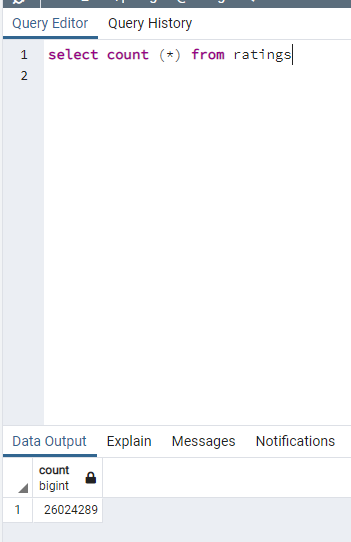 Query Editor Query History
1 select count (*) from ratings
2
Data Output Explain Messages Notifications
count
bigint
1 26024289